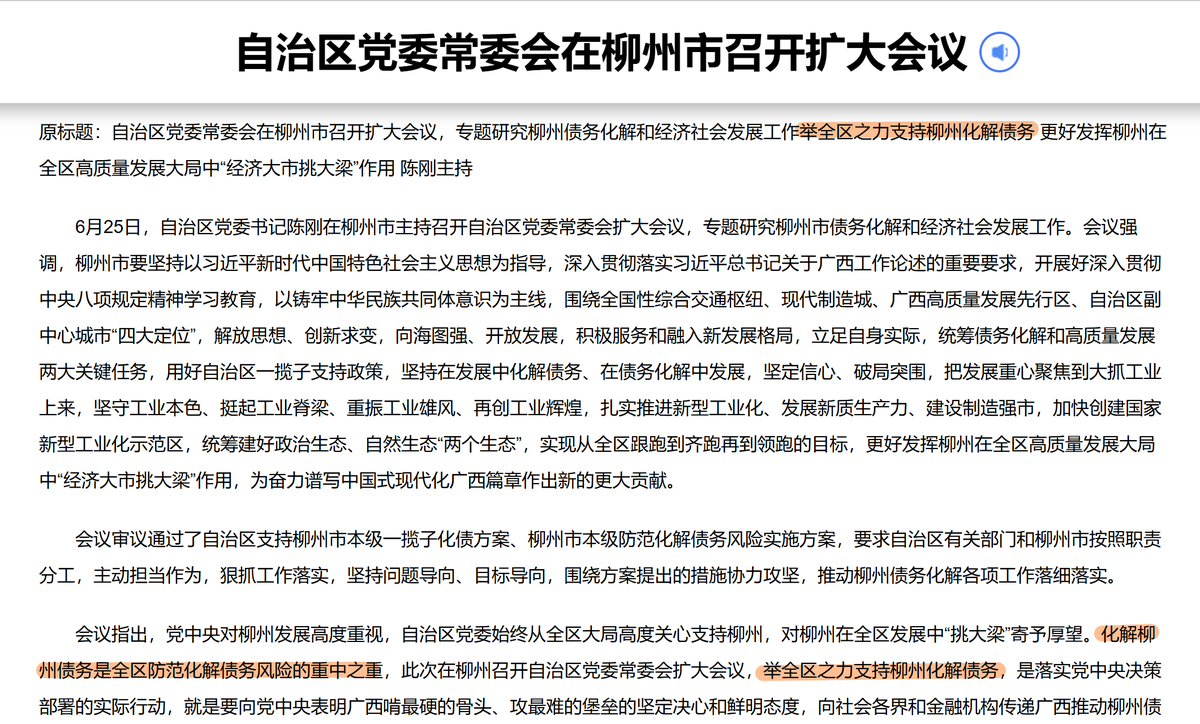 自治区党委常委会在柳州市召开扩大会议
原标题：自治区党委常委会在柳州市召开扩大会议，专题研究柳州债务化解和经济社会发展工作举全区之力支持柳州化解债务 更好发挥柳州在
全区高质量发展大局中“经济大市挑大梁”作用 陈刚主持
6月25日，自治区党委书记陈刚在柳州市主持召开自治区党委常委会扩大会议，专题研究柳州市债务化解和经济社会发展工作。会议强
调，柳州市要坚持以习近平新时代中国特色社会主义思想为指导，深入贯彻落实习近平总书记关于广西工作论述的重要要求，开展好深入贯彻
中央八项规定精神学习教育，以铸牢中华民族共同体意识为主线，围绕全国性综合交通枢纽、现代制造城、广西高质量发展先行区、自治区副
中心城市“四大定位”，解放思想、创新求变，向海图强、开放发展，积极服务和融入新发展格局，立足自身实际，统筹债务化解和高质量发展
两大关键任务，用好自治区一揽子支持政策，坚持在发展中化解债务、在债务化解中发展，坚定信心、破局突围，把发展重心聚焦到大抓工业
上来，坚守工业本色、挺起工业脊梁、重振工业雄风、再创工业辉煌，扎实推进新型工业化、发展新质生产力、建设制造强市，加快创建国家
新型工业化示范区，统筹建好政治生态、自然生态“两个生态”，实现从全区跟跑到齐跑再到领跑的目标，更好发挥柳州在全区高质量发展大局
中“经济大市挑大梁”作用，为奋力谱写中国式现代化广西篇章作出新的更大贡献。
会议审议通过了自治区支持柳州市本级一揽子化债方案、柳州市本级防范化解债务风险实施方案，要求自治区有关部门和柳州市按照职责
分工，主动担当作为，狠抓工作落实，坚持问题导向、目标导向，围绕方案提出的措施协力攻坚，推动柳州债务化解各项工作落细落实。
会议指出，党中央对柳州发展高度重视，自治区党委始终从全区大局高度关心支持柳州，对柳州在全区发展中“挑大梁”寄予厚望。化解柳
州债务是全区防范化解债务风险的重中之重，此次在柳州召开自治区党委常委会扩大会议，举全区之力支持柳州化解债务，是落实党中央决策
部署的实际行动，就是要向党中央表明广西啃最硬的骨头、攻最难的堡垒的坚定决心和鲜明态度，向社会各界和金融机构传递广西推动柳州债